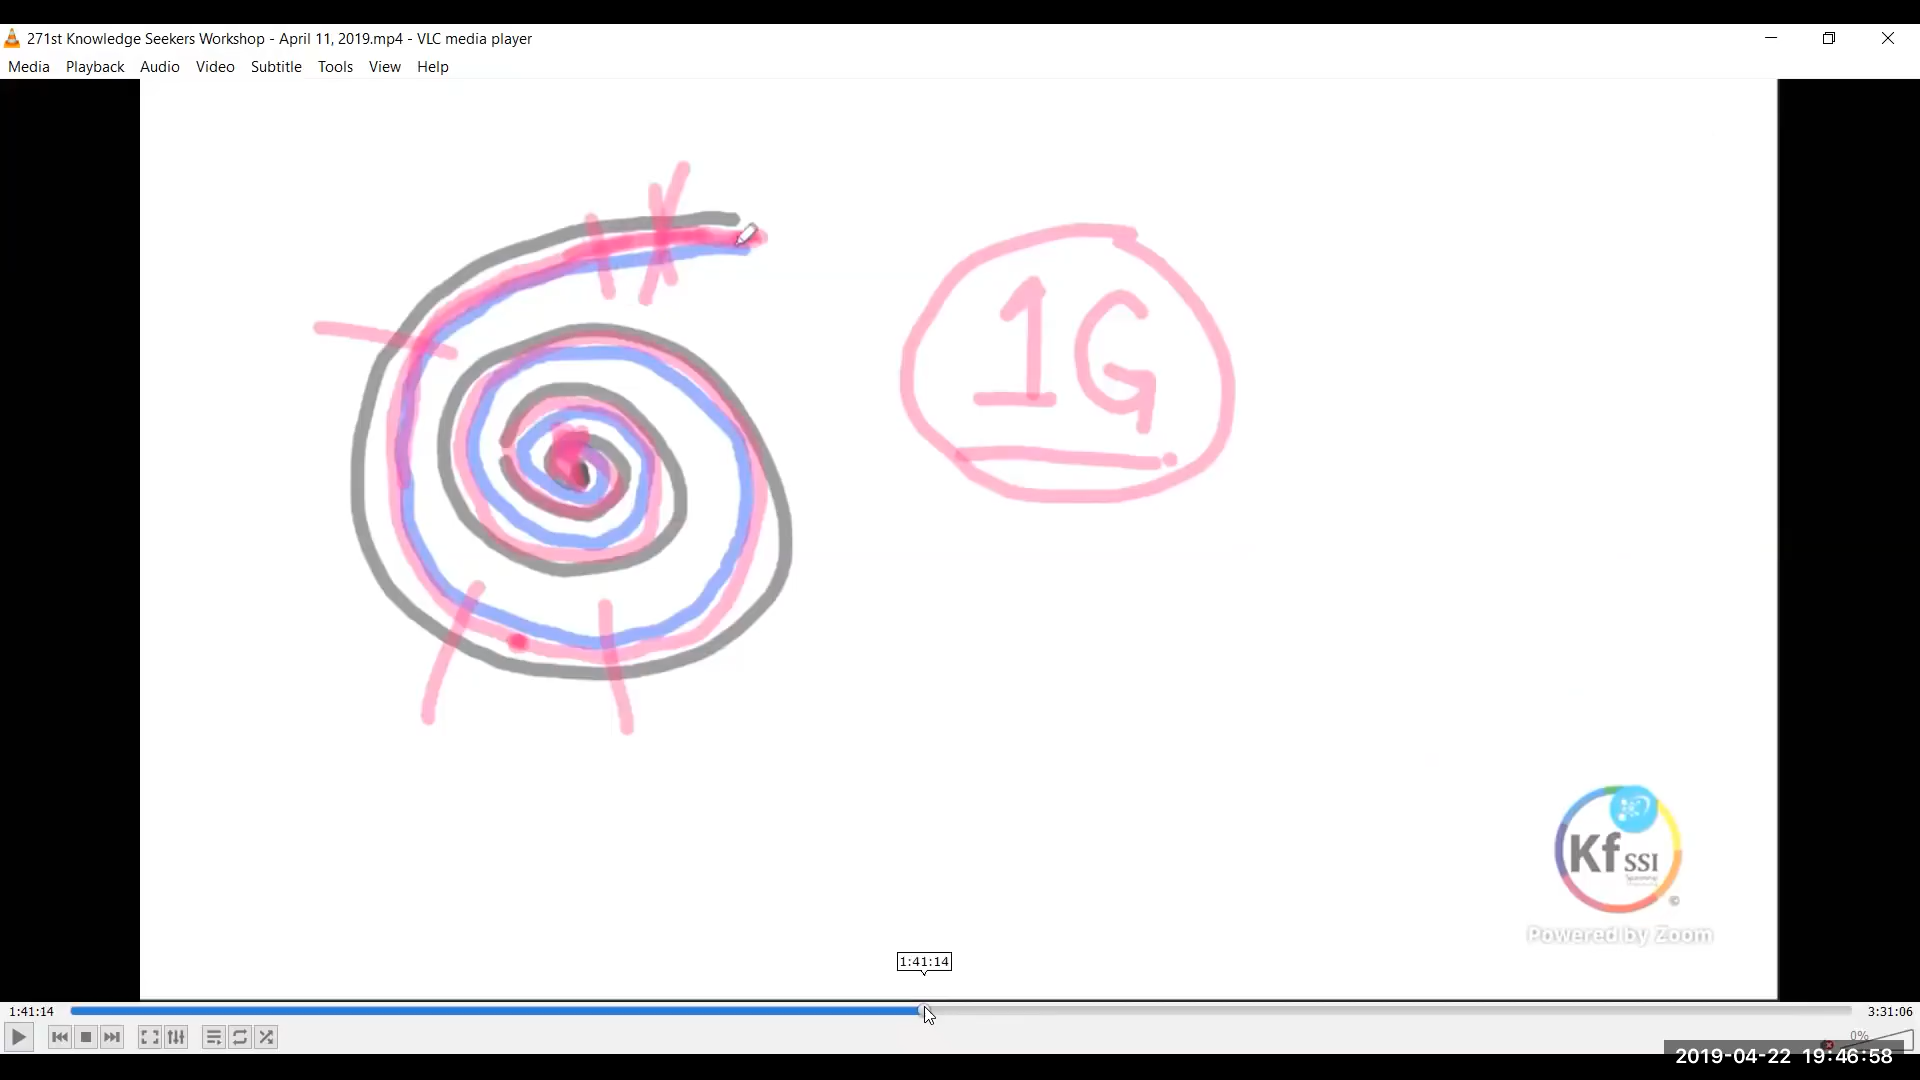 271st Knowledge Seekers Workshop - April 11, 2019.mp4 - VLC media player
Media Playback Audio Video Subtitle Tools View Help
1G
Kf SSI
©
Powered by Zoom
1:41:14
1:41:14
3:31:06
0%
2019-04-22 19:46:58